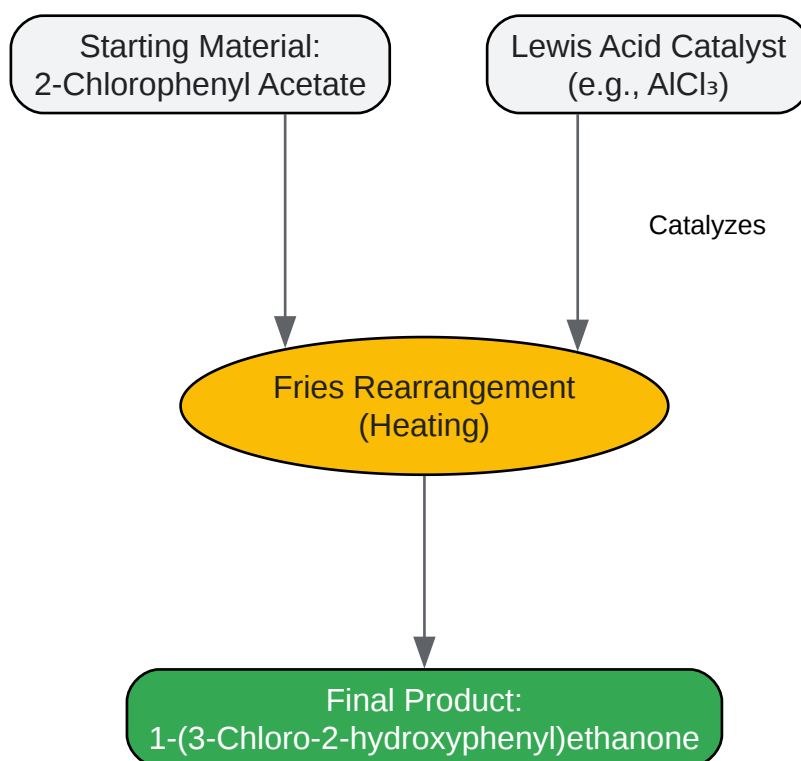 Starting Material:
2-Chlorophenyl Acetate
Lewis Acid Catalyst
(e.g., AlCl₃)
Catalyzes
Fries Rearrangement
(Heating)
Final Product:
1-(3-Chloro-2-hydroxyphenyl)ethanone